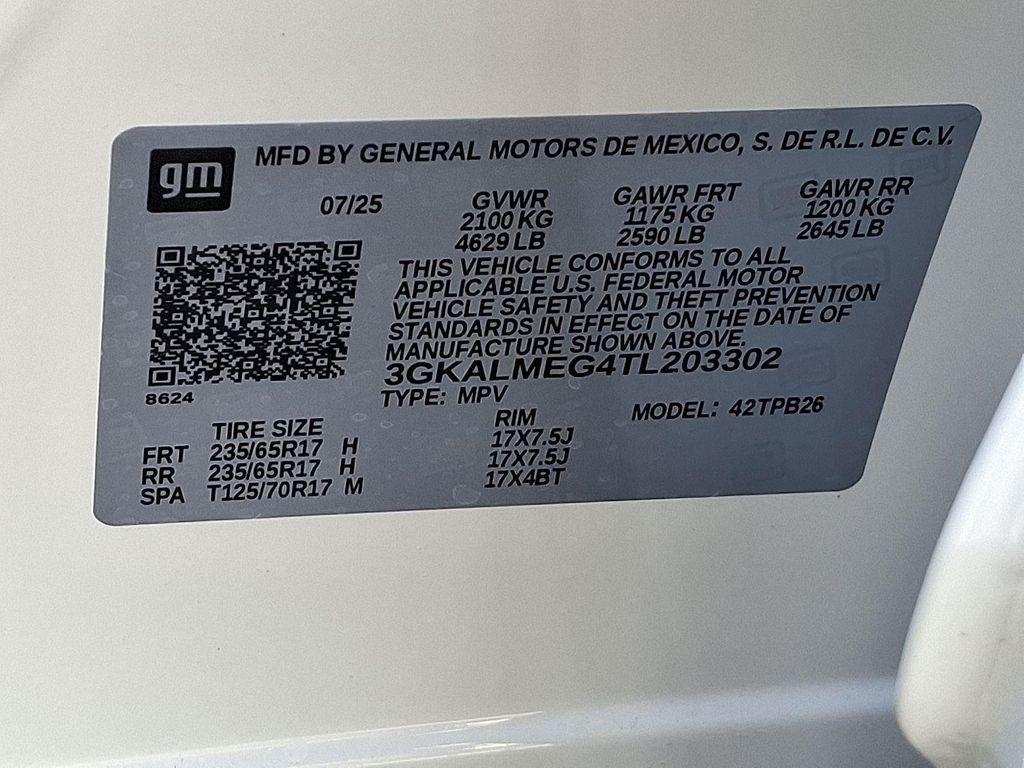 gm
MFD BY GENERAL MOTORS DE MEXICO, S. DE R.L. DE C.V.
07/25 GVWR GAWR FRT GAWR RR
2100 KG 1175 KG 1200 KG
4629 LB 2590 LB 2645 LB
THIS VEHICLE CONFORMS TO ALL
APPLICABLE U.S. FEDERAL MOTOR
VEHICLE SAFETY AND THEFT PREVENTION
STANDARDS IN EFFECT ON THE DATE OF
MANUFACTURE SHOWN ABOVE.
3GKALMEG4TL203302
8624
TYPE: MPV MODEL: 42TPB26
TIRE SIZE RIM
FRT 235/65R17 H 17X7.5J
RR 235/65R17 H 17X7.5J
SPA T125/70R17 M 17X4BT